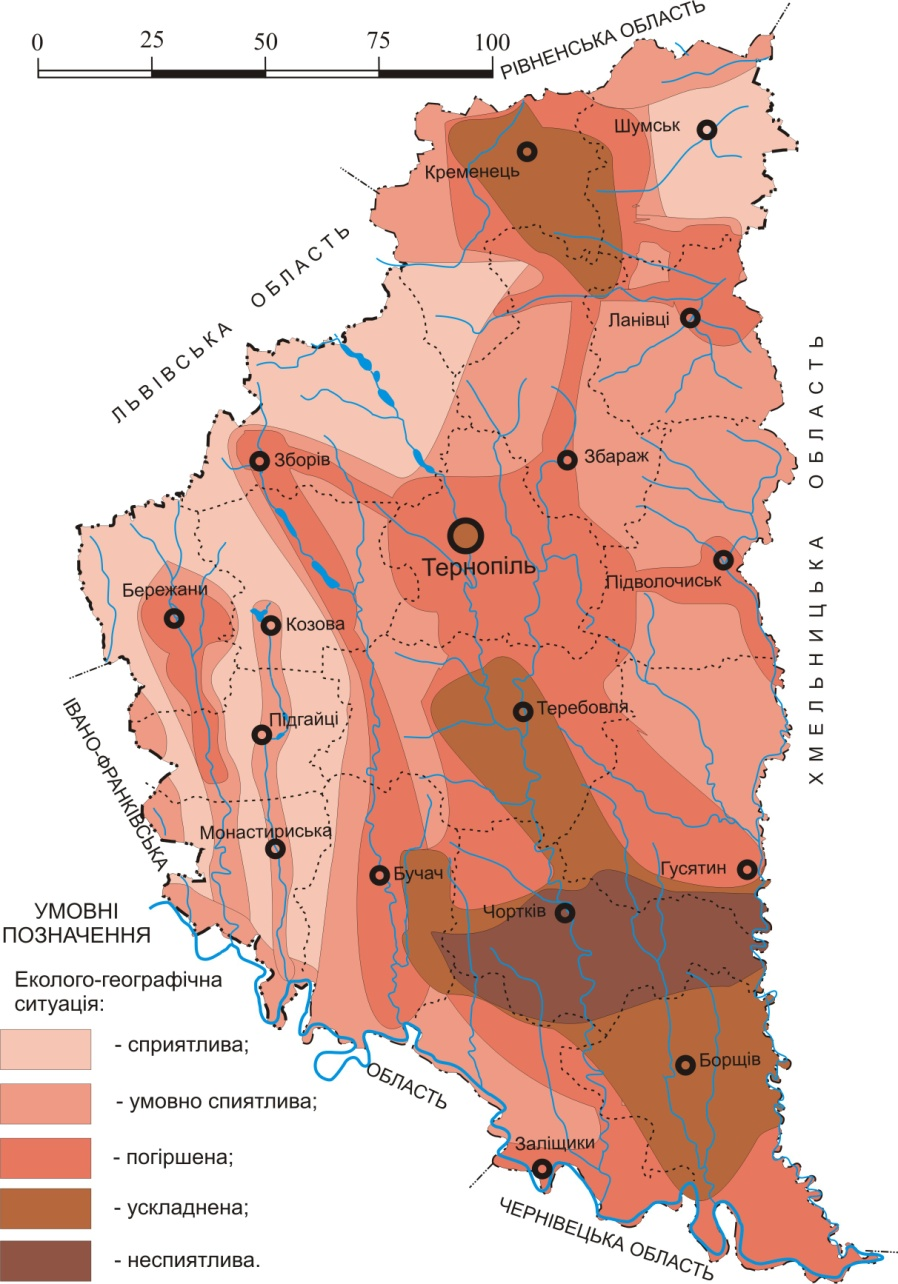 0 25 50 75 100
РІВНЕНСЬКА ОБЛАСТЬ
Шумськ
Кременець
ЛЬВІВСЬКА ОБЛАСТЬ
Ланівці
ХМЕЛЬНИЦЬКА ОБЛАСТЬ
Зборів
Збараж
Тернопіль
Підволочиськ
Бережани
Козова
Підгайці
Теребовля
ІВАНО-ФРАНКІВСЬКА
ОБЛАСТЬ
Монастириська
Бучач
Гусятин
Чортків
Борщів
Заліщики
ЧЕРНІВЕЦЬКА ОБЛАСТЬ
УМОВНІ
ПОЗНАЧЕННЯ
Еколого-географічна
ситуація:
- сприятлива;
- умовно спиятлива;
- погіршена;
- ускладнена;
- неспиятлива.